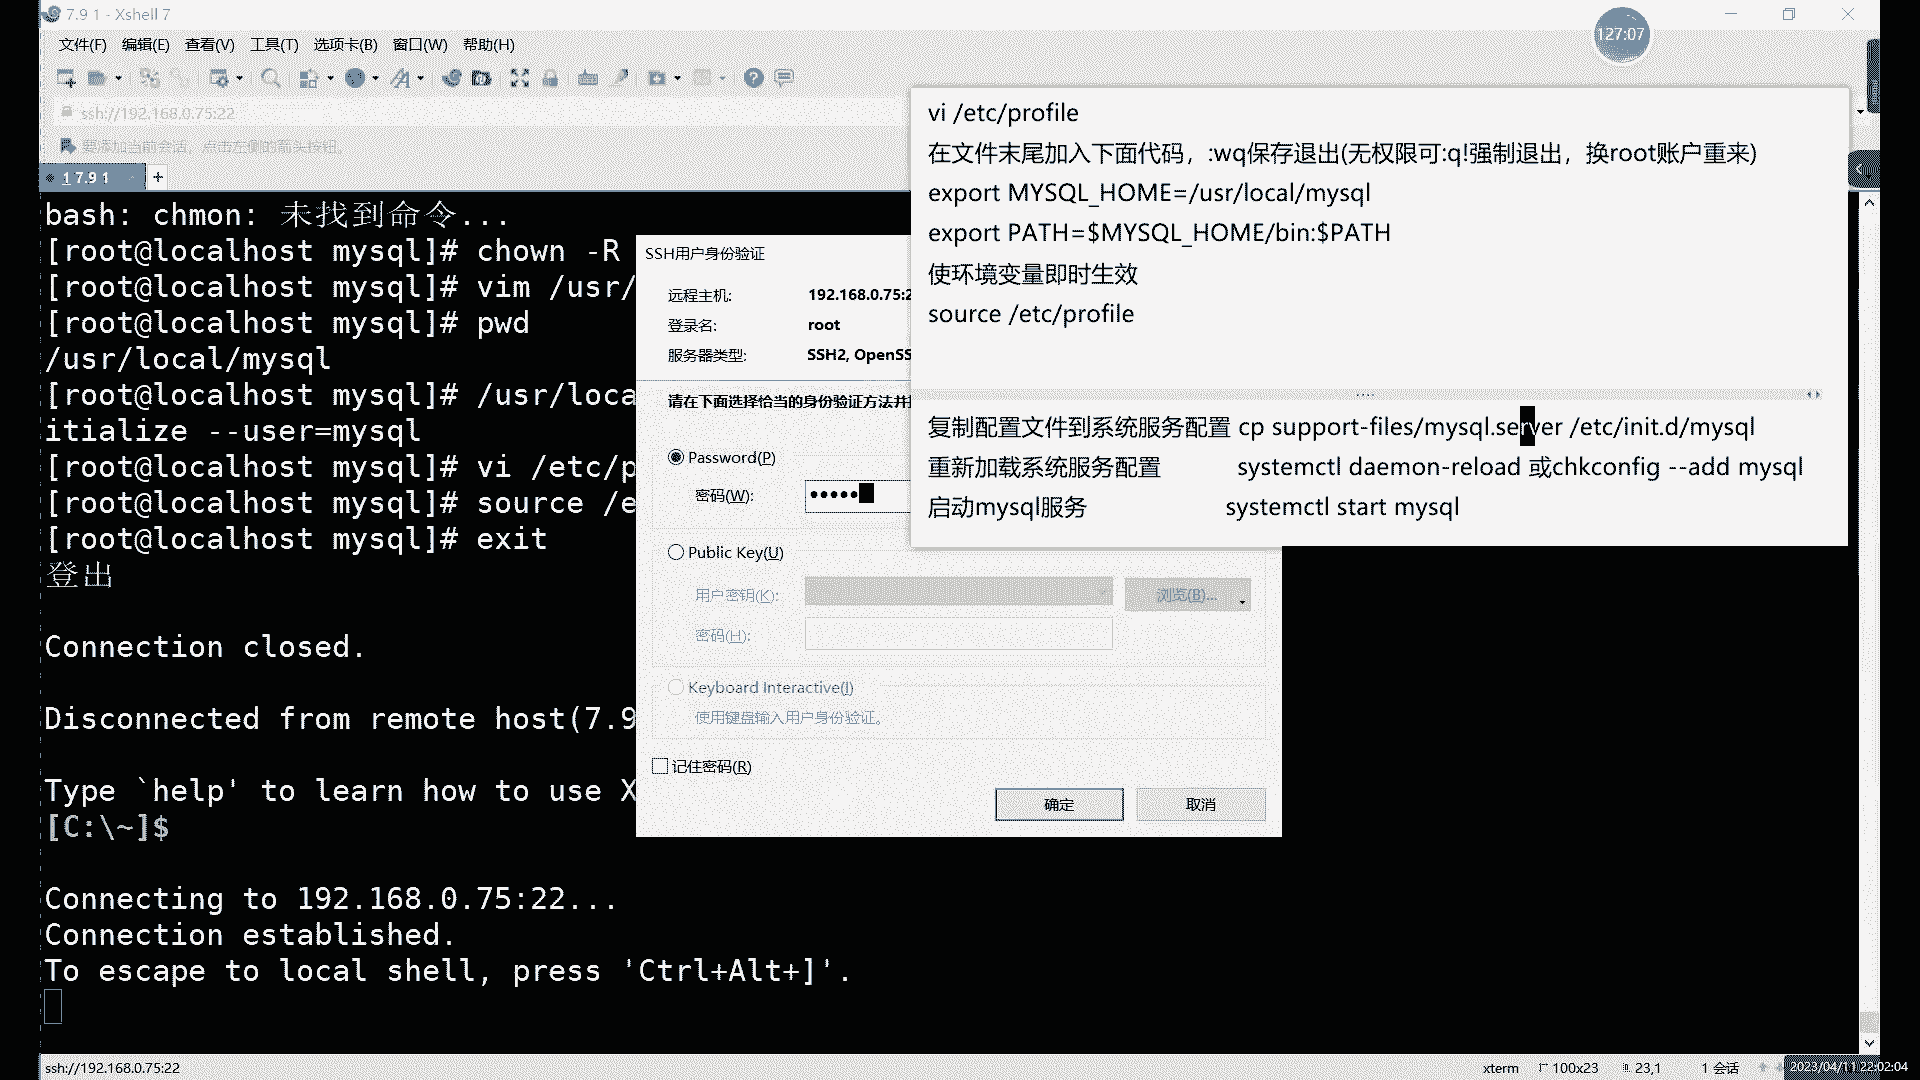 7.9 1 - Xshell 7
127:07
文件(F) 编辑(E) 查看(V) 工具(T) 选项卡(B) 窗口(W) 帮助(H)
ssh://192.168.0.75:22
要添加当前会话，点击左侧的箭头按钮。
1 7.9 1
+
bash: chmon: 未找到命令...
[root@localhost mysql]# chown -R
[root@localhost mysql]# vim /usr/
[root@localhost mysql]# pwd
/usr/local/mysql
[root@localhost mysql]# /usr/loca
itialize --user=mysql
[root@localhost mysql]# vi /etc/p
[root@localhost mysql]# source /e
[root@localhost mysql]# exit
登出
Connection closed.
Disconnected from remote host(7.9
Type `help' to learn how to use X
[C:\~]$
Connecting to 192.168.0.75:22...
Connection established.
To escape to local shell, press 'Ctrl+Alt+]'.
SSH用户身份验证
远程主机: 192.168.0.75:2
登录名: root
服务器类型: SSH2, OpenSS
请在下面选择恰当的身份验证方法并
Password(P)
密码(W):
Public Key(U)
用户密钥(K):
浏览(B)...
密码(H):
Keyboard Interactive(I)
使用键盘输入用户身份验证。
记住密码(R)
确定 取消
vi /etc/profile
在文件末尾加入下面代码，:wq保存退出(无权限可:q!强制退出，换root账户重来)
export MYSQL_HOME=/usr/local/mysql
export PATH=$MYSQL_HOME/bin:$PATH
使环境变量即时生效
source /etc/profile
复制配置文件到系统服务配置 cp support-files/mysql.server /etc/init.d/mysql
重新加载系统服务配置 systemctl daemon-reload 或chkconfig --add mysql
启动mysql服务 systemctl start mysql
ssh://192.168.0.75:22 xterm 100x23 23,1 1 会话 2023/04/11 22:02:04